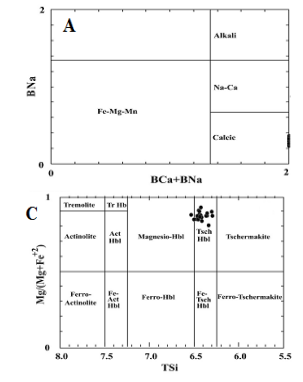 2
A
Alkali
BNa
Na-Ca
Fe-Mg-Mn
Calcic
0
1
2
BCa+BNa
C
1
Tremolite
Tr Hb
Actinolite
Act
Hbl
Magnesio-Hbl
Tsch
Hbl
Tschermakite
Mg/(Mg+Fe+2)
Ferro-
Actinolite
Fe-
Act
Hbl
Ferro-Hbl
Fe-
Tsch
Hbl
Ferro-Tschermakite
0
8.0
7.5
7.0
6.5
6.0
5.5
TSi